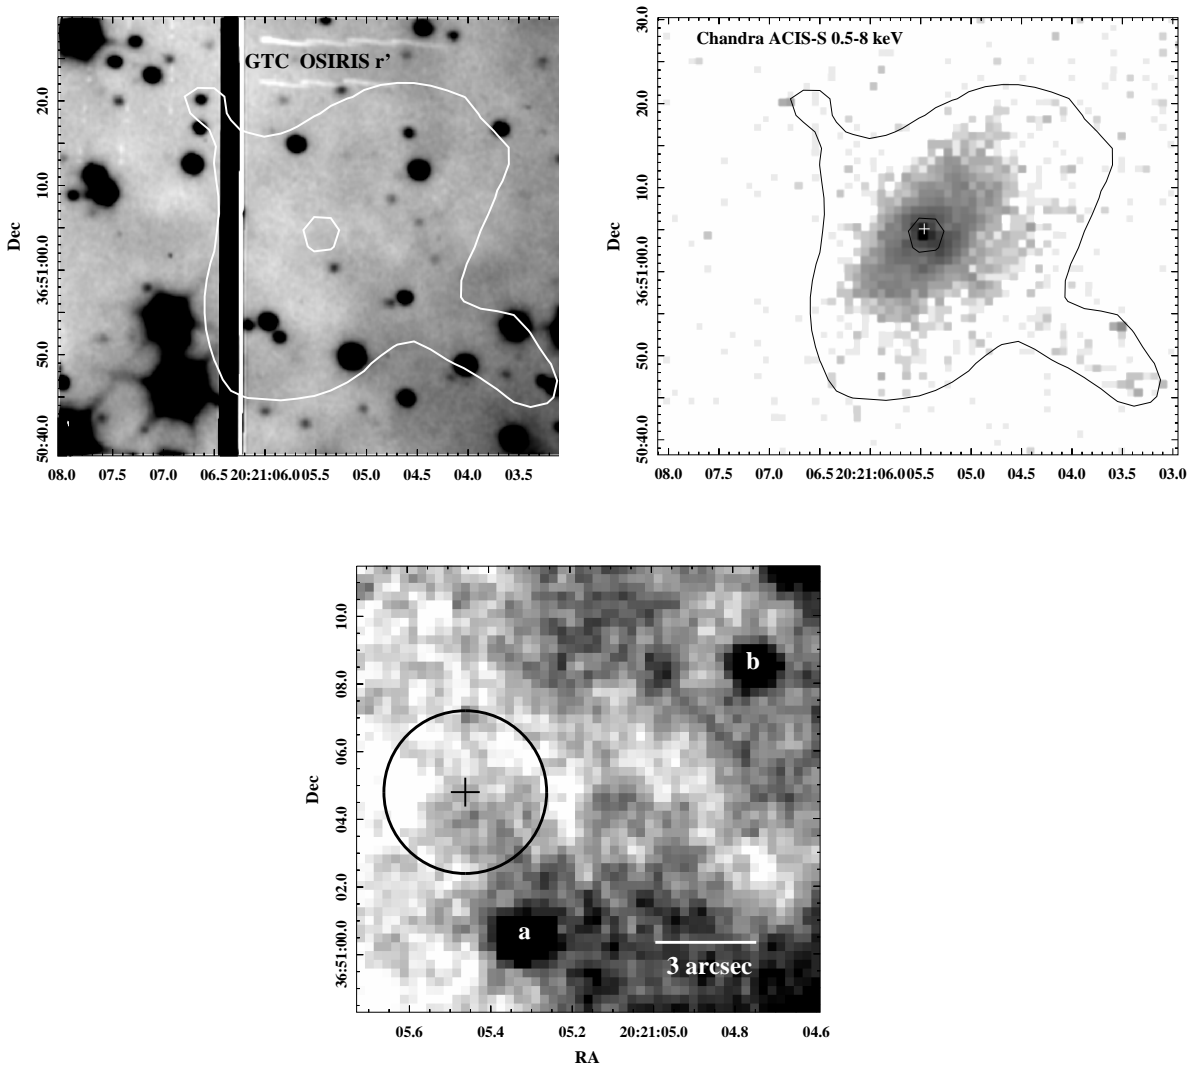 GTC OSIRIS r’
Dec
20.0
10.0
36:51:00.0
50.0
50:40.0
08.0 07.5 07.0 06.5 20:21:06.0 05.5 05.0 04.5 04.0 03.5
Chandra ACIS-S 0.5-8 keV
Dec
30.0
20.0
10.0
36:51:00.0
50.0
50:40.0
08.0 07.5 07.0 06.5 20:21:06.0 05.5 05.0 04.5 04.0 03.5 03.0
b
a
3 arcsec
Dec
10.0
08.0
06.0
04.0
02.0
36:51:00.0
05.6 05.4 05.2 20:21:05.0 04.8 04.6
RA